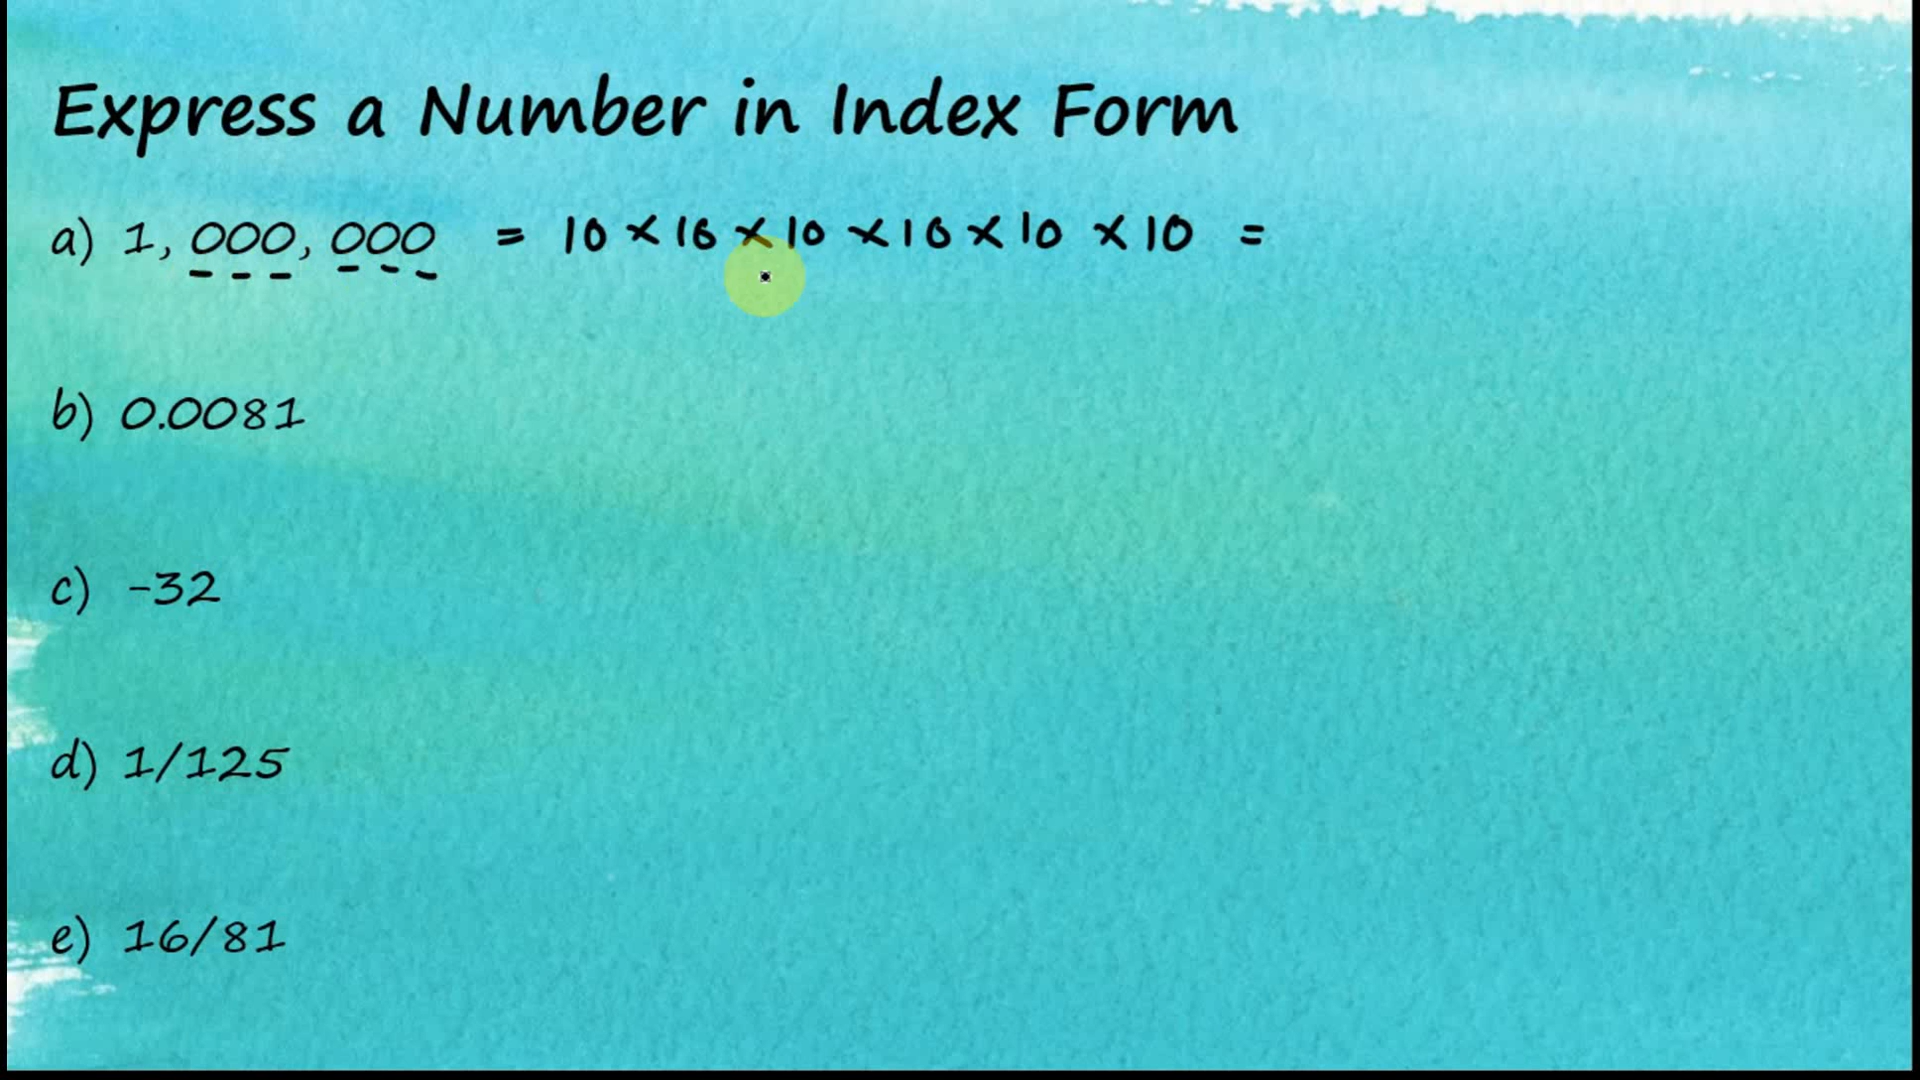 Express a Number in Index Form
a) 1, 000, 000 = 10 × 10 × 10 × 10 × 10 × 10 =
b) 0.0081
c) -32
d) 1/125
e) 16/81